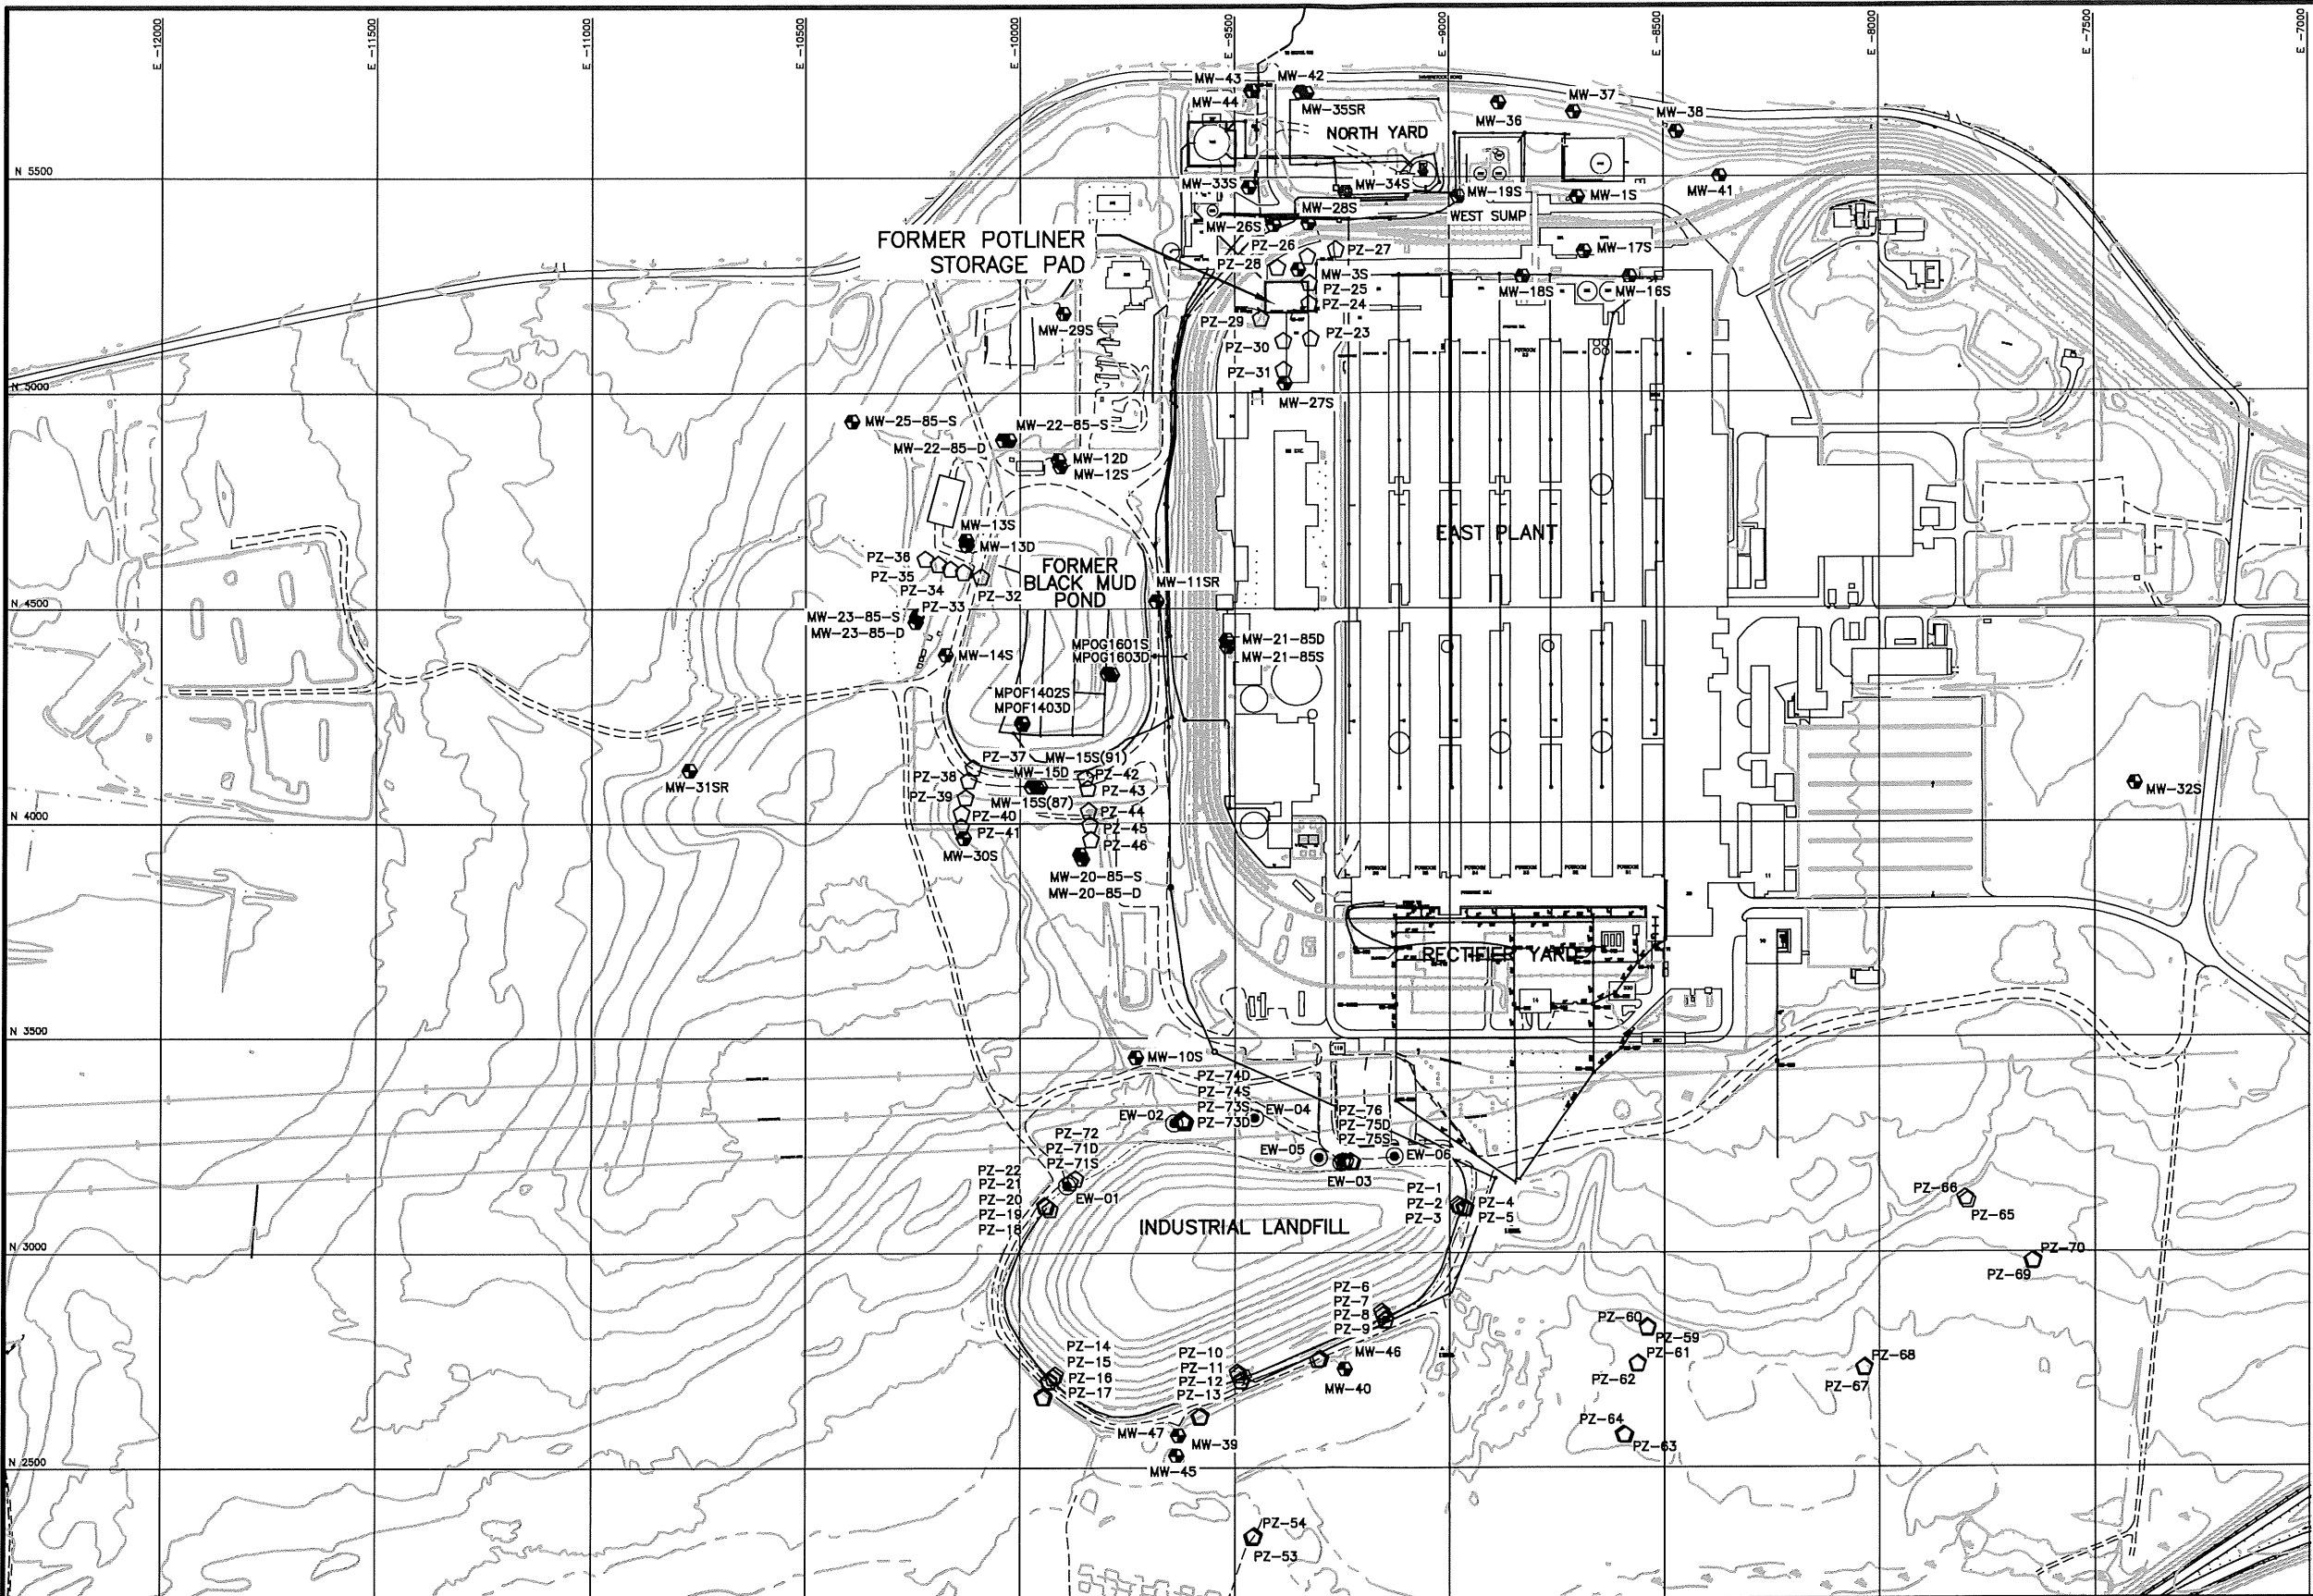 E -12000
E -11500
E -11000
E -10500
E -10000
E -9500
E -9000
E -8500
E -8000
E -7500
E -7000
MW-43
MW-42
MW-44
MW-35SR
MW-36
MW-37
MW-38
NORTH YARD
N 5500
MW-33S
MW-34S
MW-19S
MW-1S
MW-41
MW-28S
WEST SUMP
MW-26S
FORMER POTLINER
STORAGE PAD
PZ-26
PZ-27
MW-17S
PZ-28
MW-3S
PZ-25
MW-18S
MW-16S
PZ-24
MW-29S
PZ-29
PZ-23
PZ-30
PZ-31
N 5000
MW-27S
MW-25-85-S
MW-22-85-S
MW-22-85-D
MW-12D
MW-12S
MW-13S
EAST PLANT
MW-13D
PZ-36
FORMER
BLACK MUD
POND
PZ-35
MW-11SR
PZ-34
PZ-32
N 4500
PZ-33
MW-23-85-S
MW-23-85-D
MW-21-85D
MW-21-85S
MPOG1601S
MPOG1603D
MW-14S
MPOF1402S
MPOF1403D
PZ-37
MW-15S(91)
MW-15D
PZ-42
PZ-38
MW-31SR
MW-32S
PZ-43
PZ-39
MW-15S(87)
PZ-44
PZ-40
N 4000
PZ-45
PZ-41
PZ-46
MW-30S
MW-20-85-S
MW-20-85-D
RECTIFIER YARD
N 3500
MW-10S
PZ-74D
PZ-74S
PZ-73S
PZ-73D
EW-02
EW-04
PZ-76
PZ-75D
PZ-75S
PZ-72
PZ-71D
PZ-71S
EW-05
EW-06
EW-03
PZ-22
PZ-21
PZ-20
PZ-19
PZ-18
EW-01
PZ-1
PZ-2
PZ-3
PZ-4
PZ-5
PZ-66
PZ-65
INDUSTRIAL LANDFILL
N 3000
PZ-70
PZ-69
PZ-6
PZ-7
PZ-8
PZ-9
PZ-60
PZ-59
PZ-14
PZ-15
PZ-16
PZ-17
PZ-10
PZ-11
PZ-12
PZ-13
MW-46
MW-40
PZ-61
PZ-62
PZ-68
PZ-67
PZ-64
PZ-63
MW-47
MW-39
N 2500
MW-45
PZ-54
PZ-53